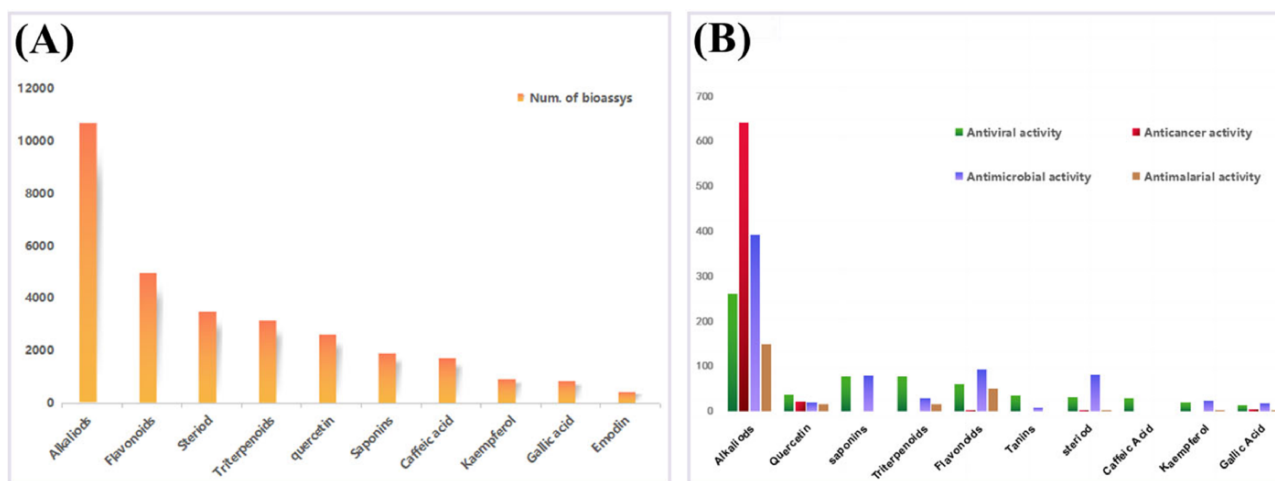 (A)
12000
10000
8000
6000
4000
2000
0
Num. of bioassys
Alkaliods
Flavonoids
Steriod
Triterpenoids
quercetin
Saponins
Caffeic acid
Kaempferol
Gallic acid
Emodin
(B)
700
600
500
400
300
200
100
0
Antiviral activity
Anticancer activity
Antimicrobial activity
Antimalarial activity
Alkaliods
Quercetin
saponins
Triterpenoids
Flavonoids
Tanins
steriod
Caffeic Acid
Kaempferol
Gallic Acid